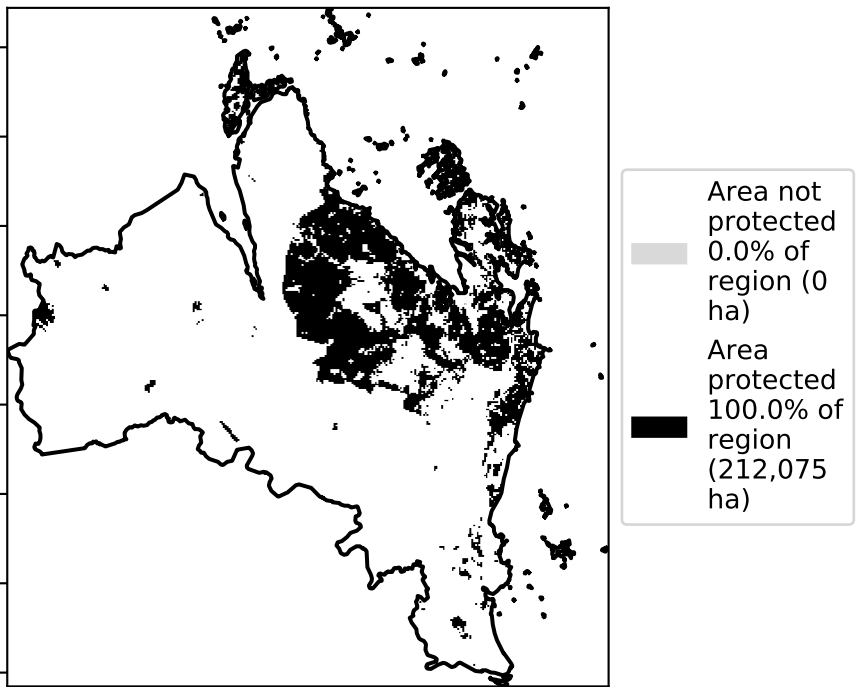 Area not
protected
0.0% of
region (0
ha)
Area
protected
100.0% of
region
(212,075
ha)